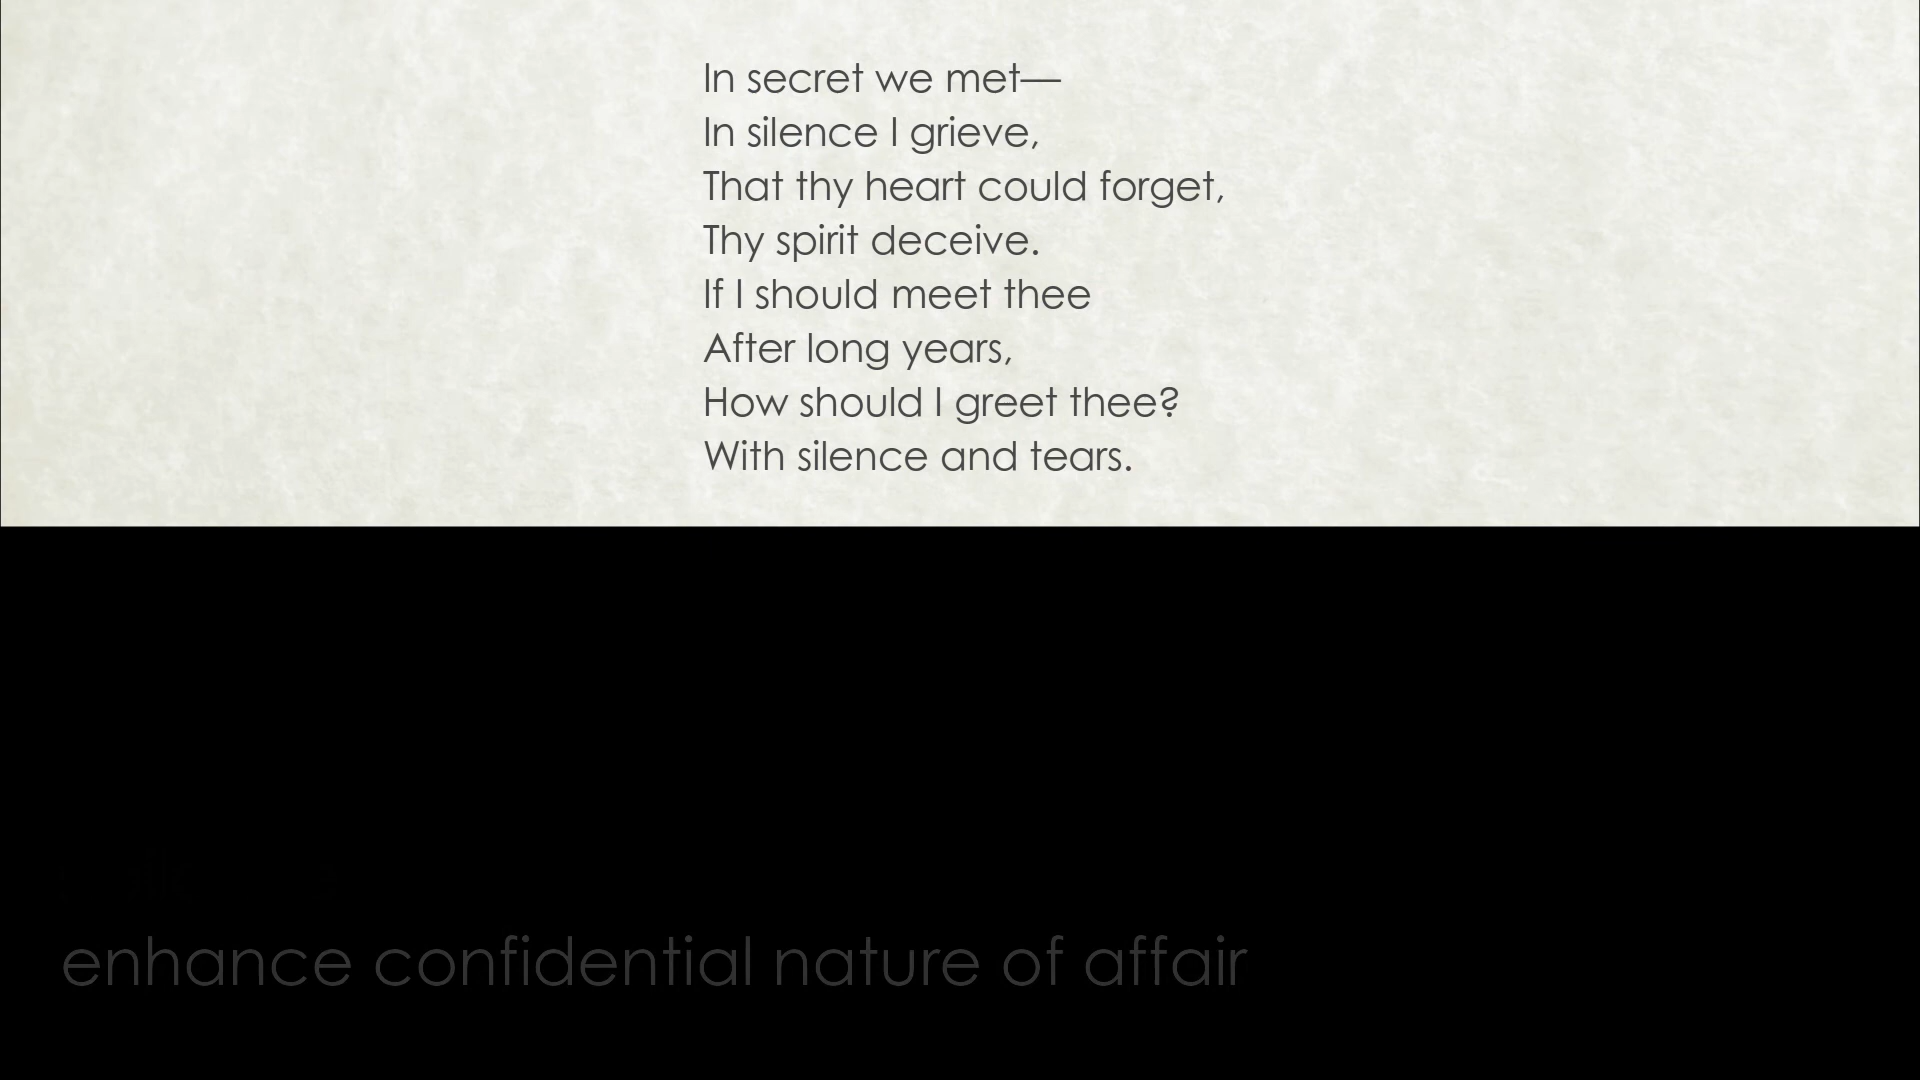 In secret we met—
In silence I grieve,
That thy heart could forget,
Thy spirit deceive.
If I should meet thee
After long years,
How should I greet thee?
With silence and tears.
enhance confidential nature of affair